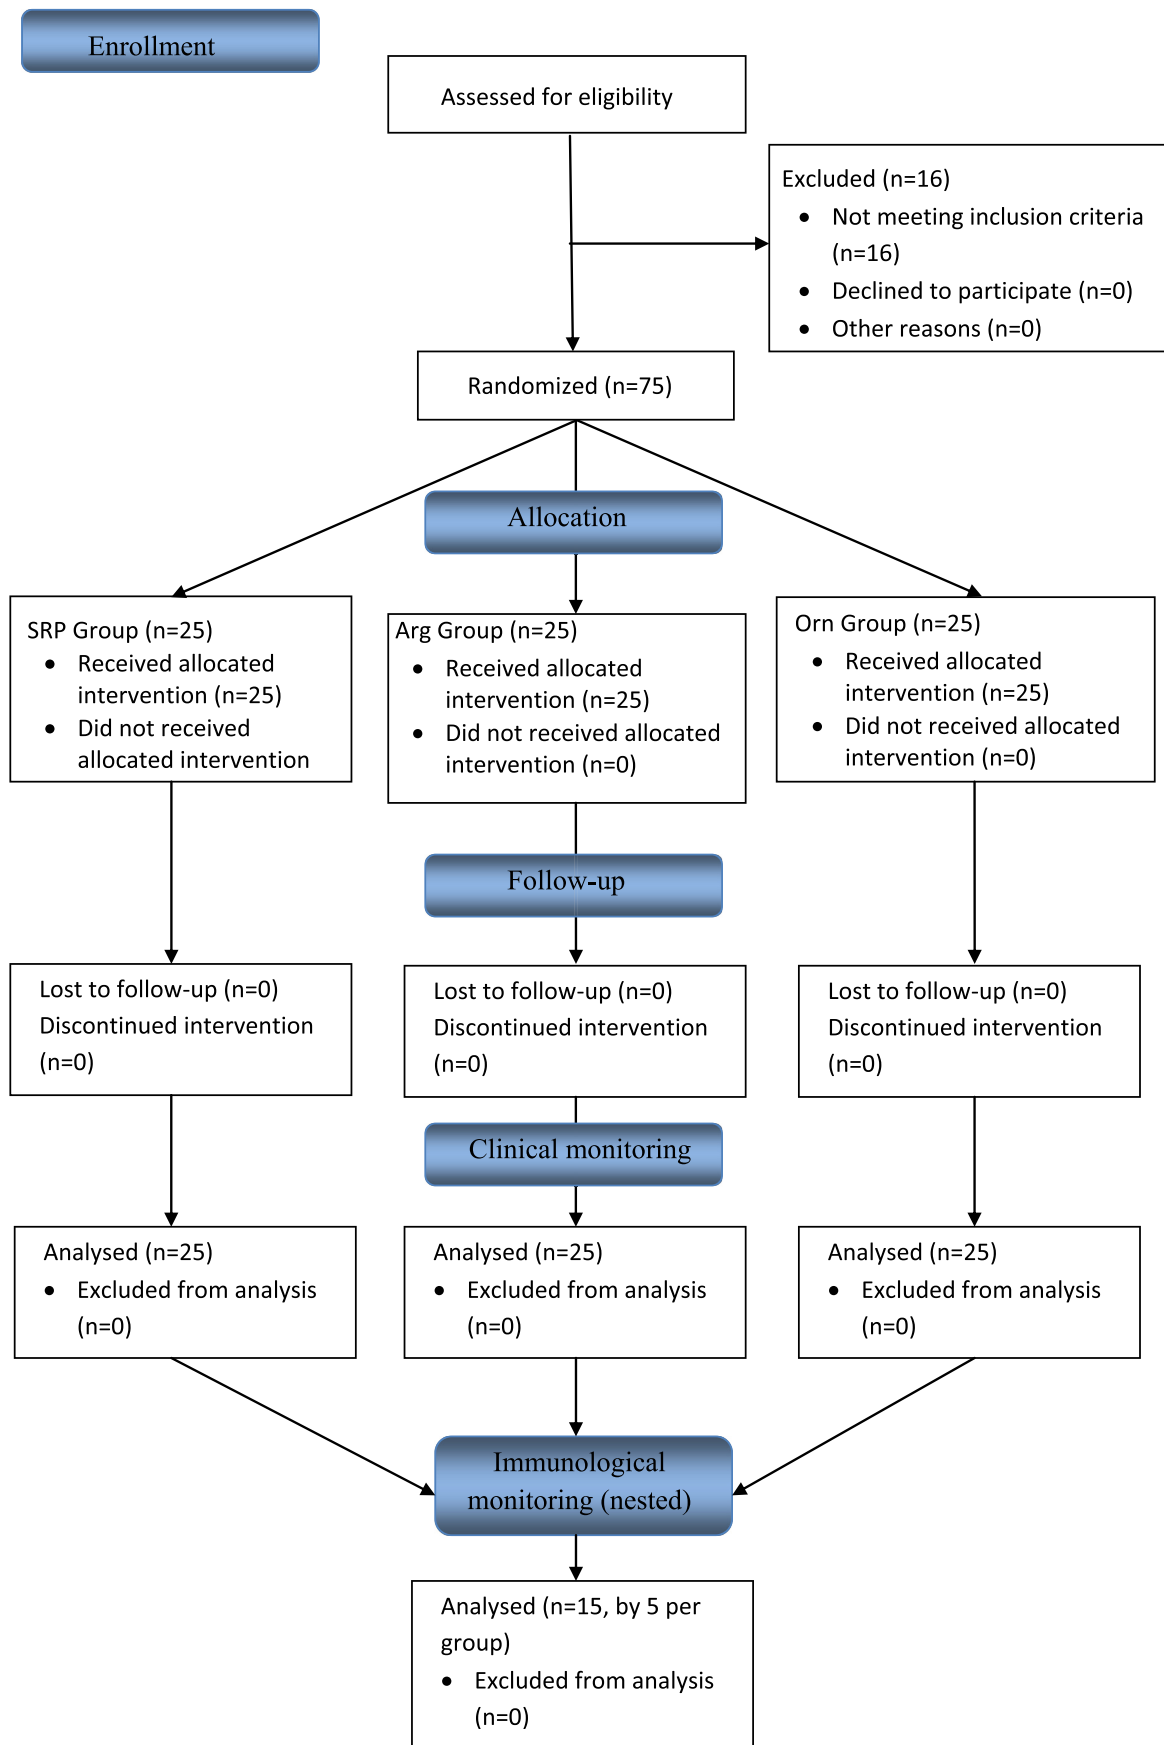 Enrollment
Assessed for eligibility
Excluded (n=16)
• Not meeting inclusion criteria
(n=16)
• Declined to participate (n=0)
• Other reasons (n=0)
Randomized (n=75)
Allocation
SRP Group (n=25)
• Received allocated
intervention (n=25)
• Did not received
allocated intervention
Arg Group (n=25)
• Received allocated
intervention (n=25)
• Did not received allocated
intervention (n=0)
Orn Group (n=25)
• Received allocated
intervention (n=25)
• Did not received allocated
intervention (n=0)
Follow-up
Lost to follow-up (n=0)
Discontinued intervention
(n=0)
Lost to follow-up (n=0)
Discontinued intervention
(n=0)
Lost to follow-up (n=0)
Discontinued intervention
(n=0)
Clinical monitoring
Analysed (n=25)
• Excluded from analysis
(n=0)
Analysed (n=25)
• Excluded from analysis
(n=0)
Analysed (n=25)
• Excluded from analysis
(n=0)
Immunological
monitoring (nested)
Analysed (n=15, by 5 per
group)
• Excluded from analysis
(n=0)